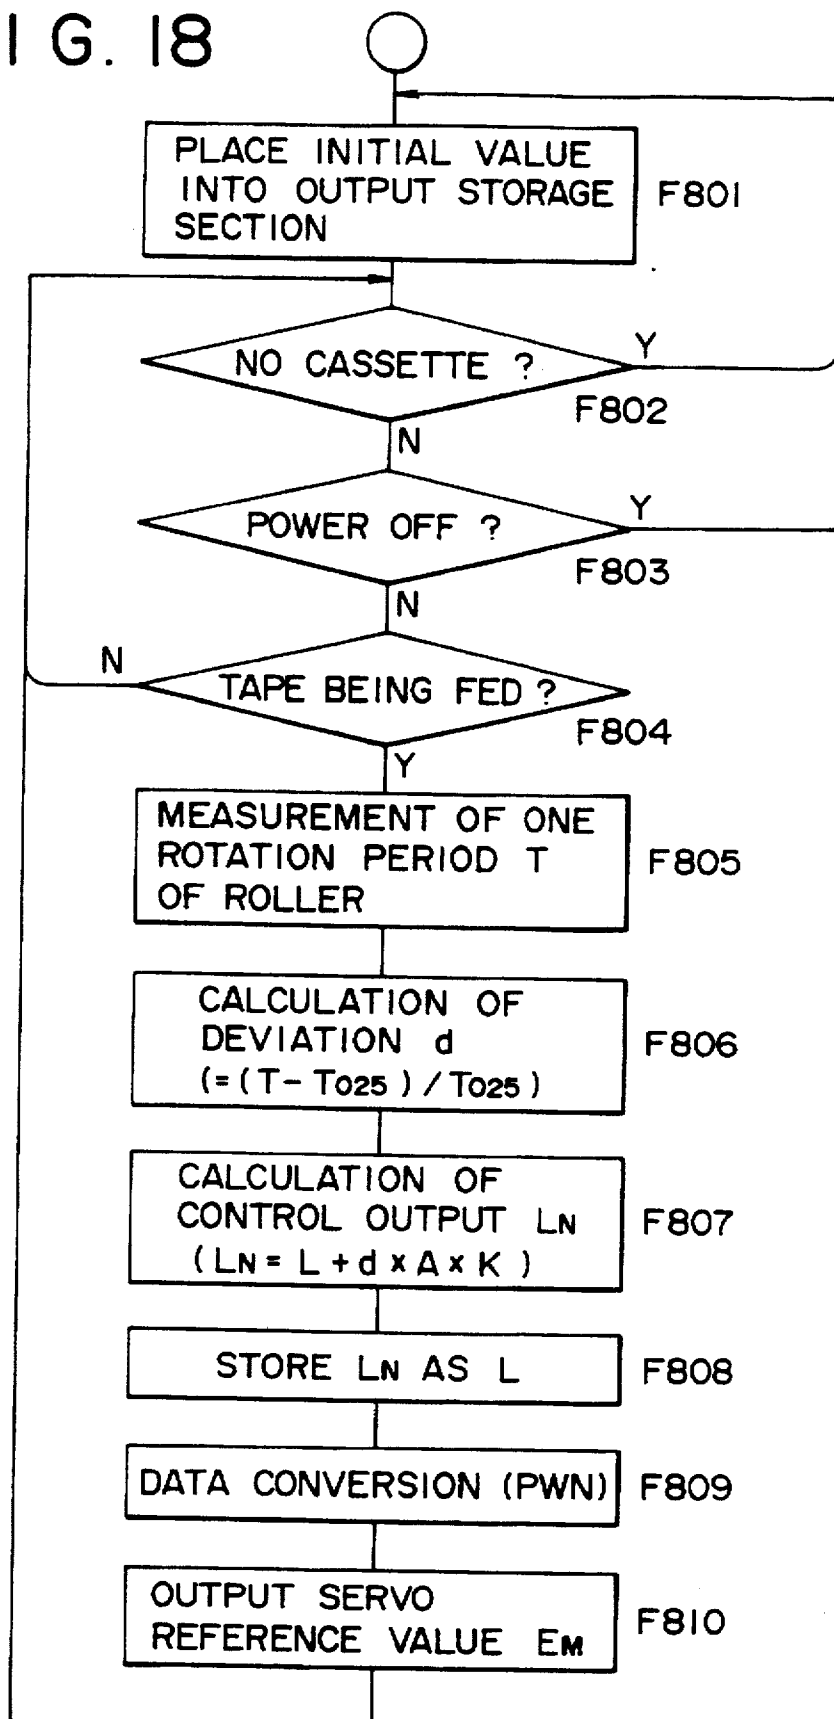 I G. 18
PLACE INITIAL VALUE
INTO OUTPUT STORAGE
SECTION
F801
NO CASSETTE ?
Y
F802
N
POWER OFF ?
Y
F803
N
TAPE BEING FED ?
N
F804
Y
MEASUREMENT OF ONE
ROTATION PERIOD T
OF ROLLER
F805
CALCULATION OF
DEVIATION d
(=(T-TO25)/TO25)
F806
CALCULATION OF
CONTROL OUTPUT LN
(LN = L + d × A × K)
F807
STORE LN AS L
F808
DATA CONVERSION (PWN)
F809
OUTPUT SERVO
REFERENCE VALUE EM
F810